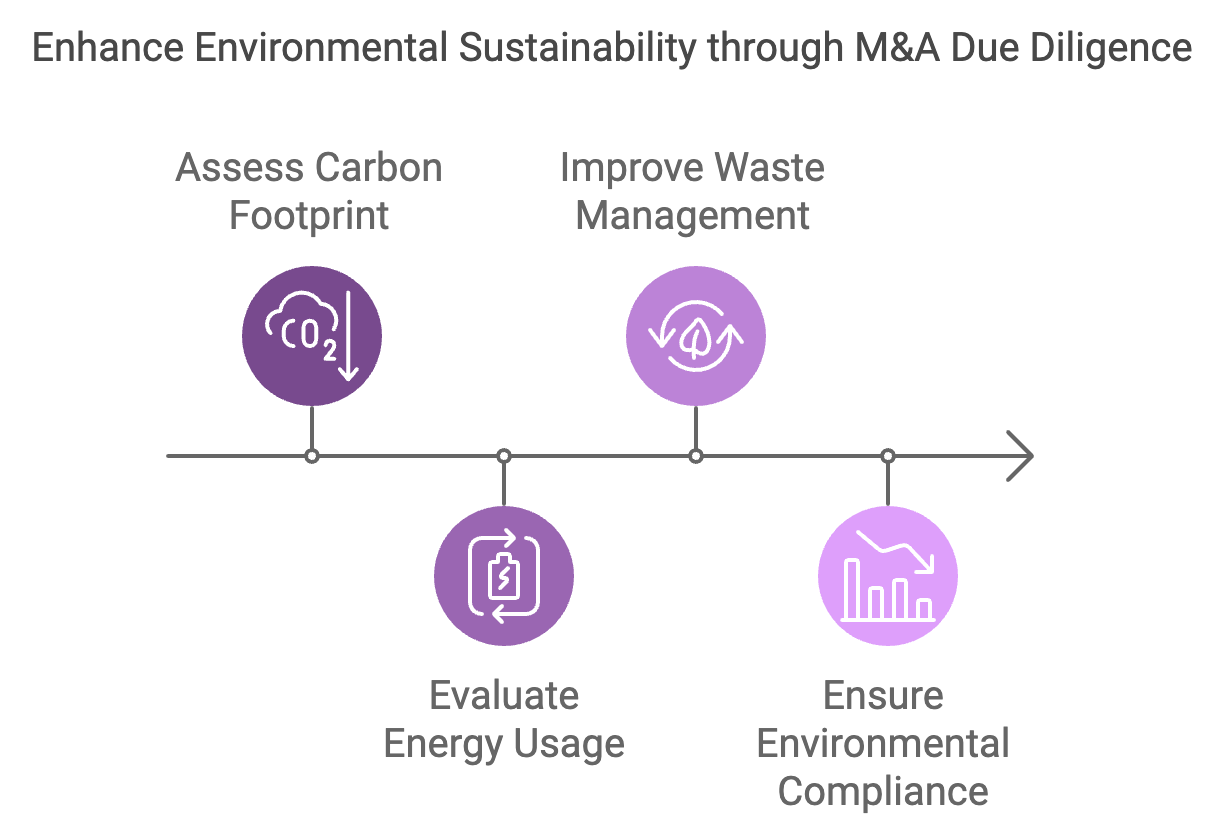 Enhance Environmental Sustainability through M&A Due Diligence
Assess Carbon
Footprint
Improve Waste
Management
CO2
Evaluate
Energy Usage
Ensure
Environmental
Compliance